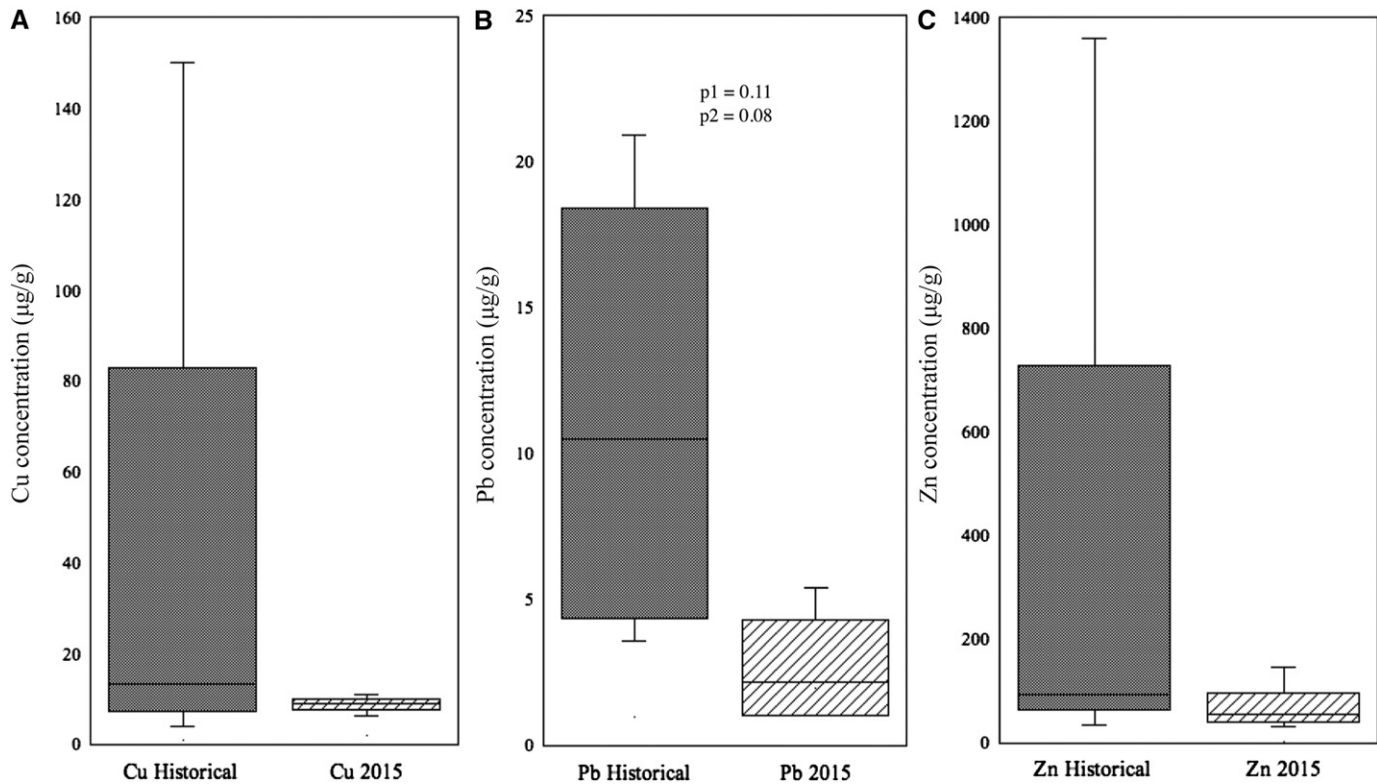 A
Cu concentration (µg/g)
160
140
120
100
80
60
40
20
0
Cu Historical
Cu 2015
B
Pb concentration (µg/g)
25
20
15
10
5
0
p1 = 0.11
p2 = 0.08
Pb Historical
Pb 2015
C
Zn concentration (µg/g)
1400
1200
1000
800
600
400
200
0
Zn Historical
Zn 2015